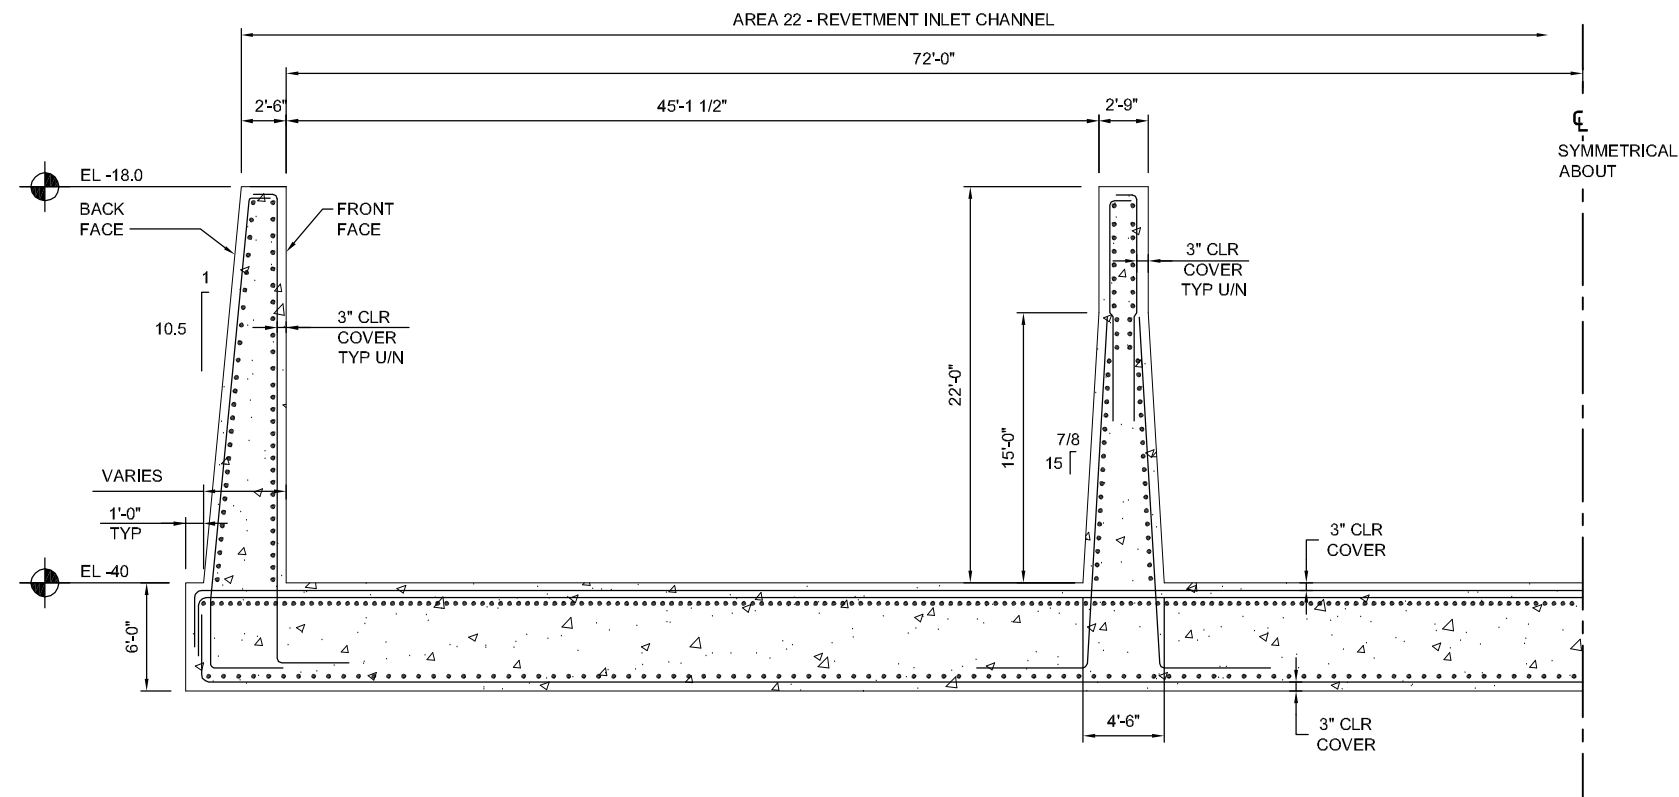 AREA 22 - REVETMENT INLET CHANNEL
72'-0"
2'-6"
45'-1 1/2"
2'-9"
℄
SYMMETRICAL
ABOUT
EL -18.0
BACK
FACE
FRONT
FACE
3" CLR
COVER
TYP U/N
1
10.5
3" CLR
COVER
TYP U/N
22'-0"
15'-0"
7/8
15
VARIES
1'-0"
TYP
3" CLR
COVER
EL -40
6'-0"
4'-6"
3" CLR
COVER